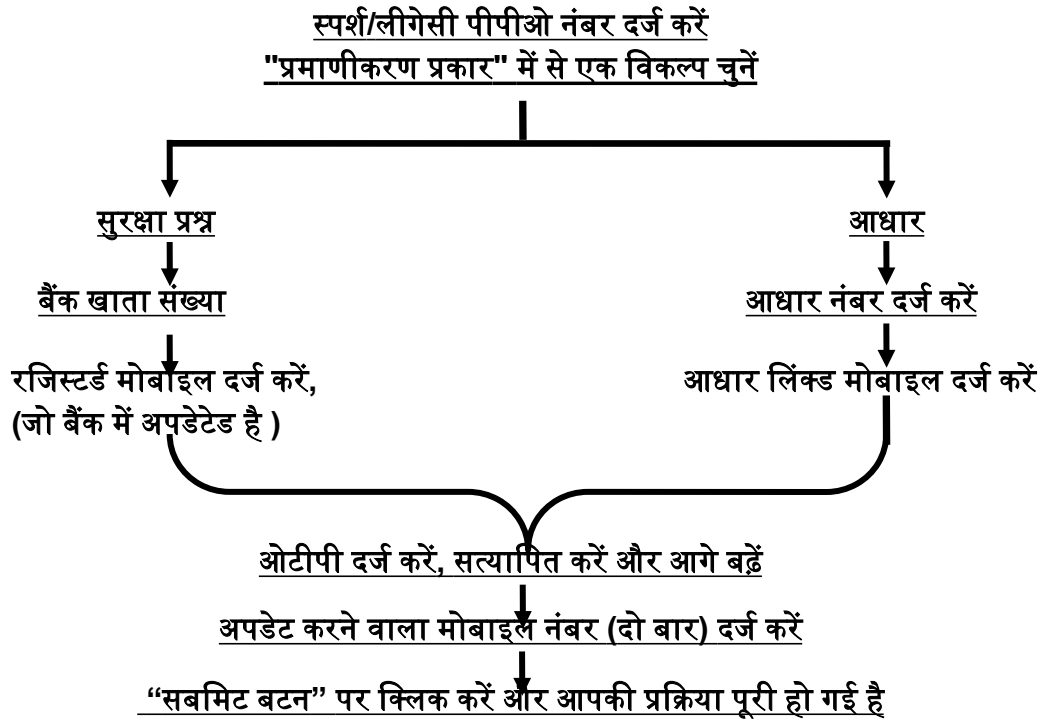 स्पर्श/लीगेसी पीपीओ नंबर दर्ज करें
"प्रमाणीकरण प्रकार" में से एक विकल्प चुनें
सुरक्षा प्रश्न
आधार
बैंक खाता संख्या
आधार नंबर दर्ज करें
रजिस्टर्ड मोबाइल दर्ज करें,
आधार लिंक्ड मोबाइल दर्ज करें
(जो बैंक में अपडेटेड है )
ओटीपी दर्ज करें, सत्यापित करें और आगे बढ़ें
अपडेट करने वाला मोबाइल नंबर (दो बार) दर्ज करें
“सबमिट बटन” पर क्लिक करें और आपकी प्रक्रिया पूरी हो गई है